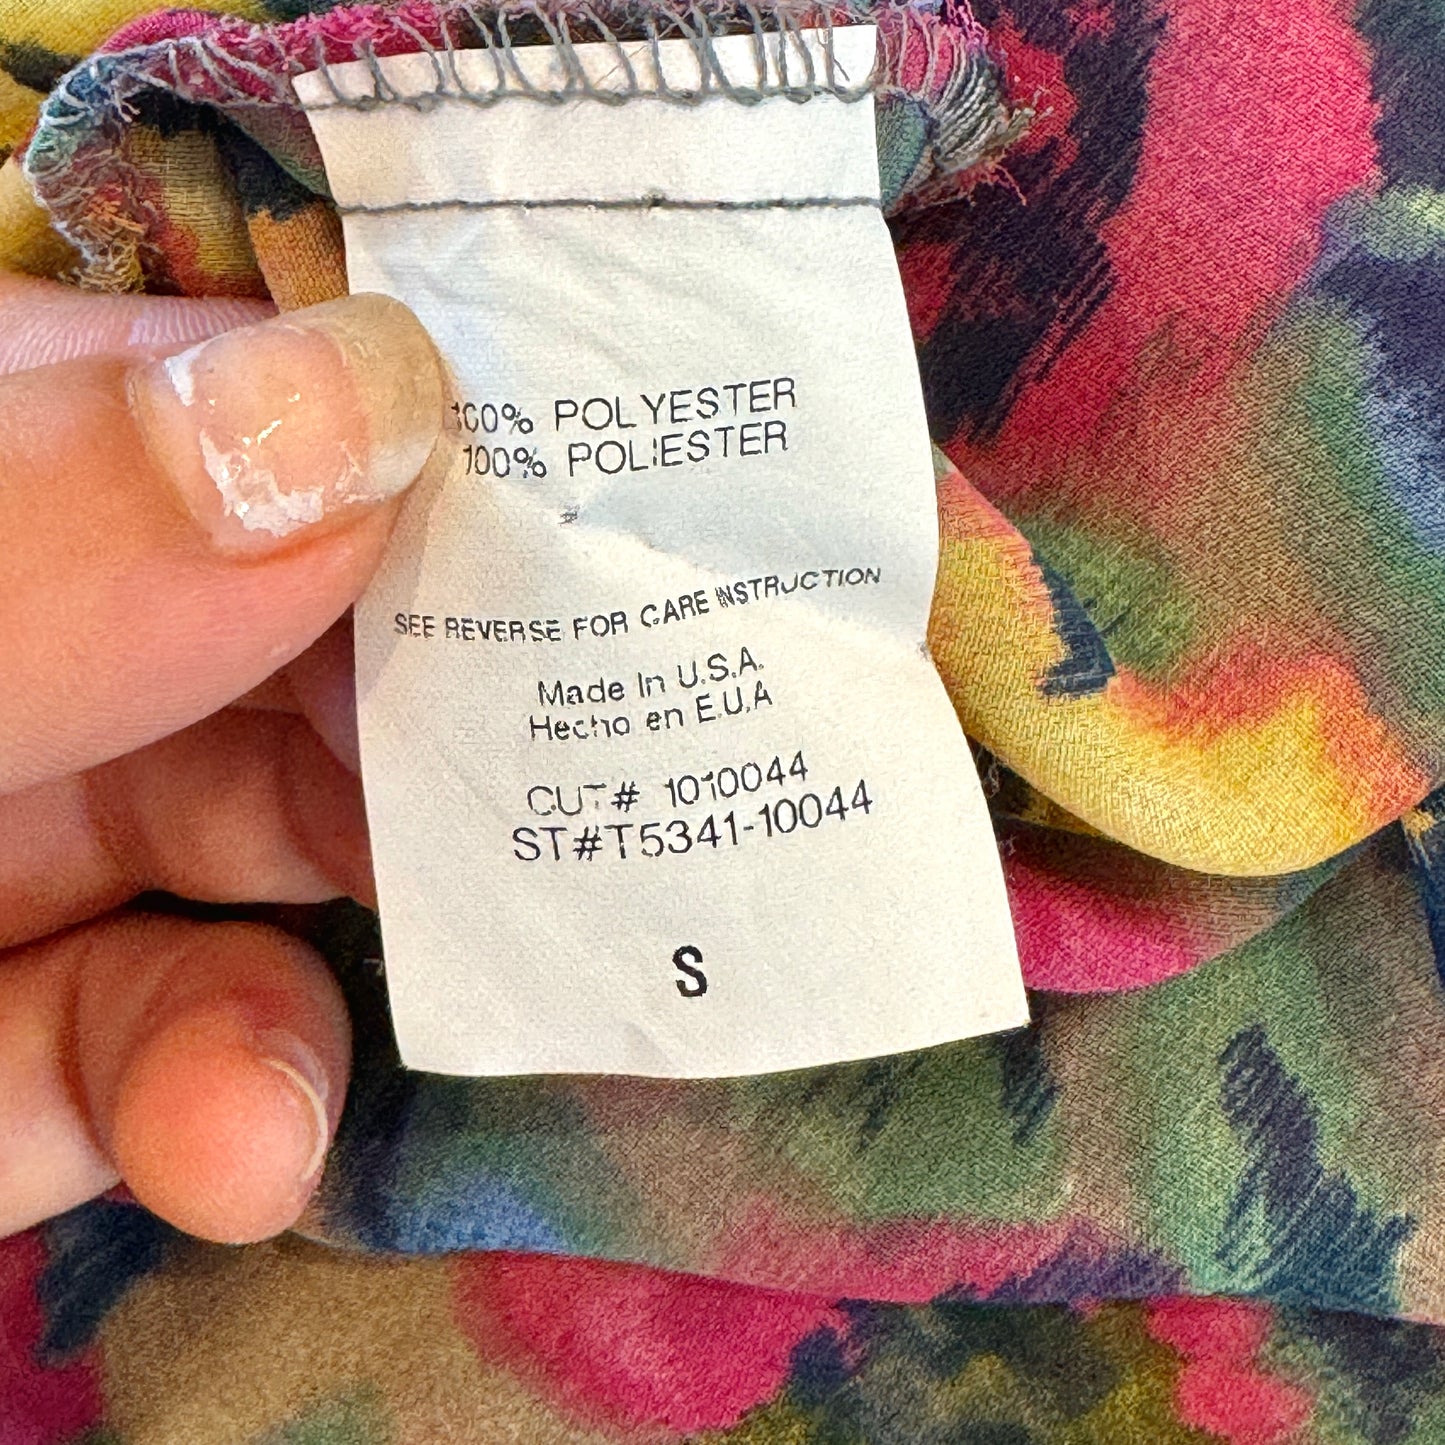 100% POLYESTER
100% POLIESTER
SEE REVERSE FOR CARE INSTRUCTION
Made In U.S.A.
Hecho en E.U.A
CUT# 1010044
ST#T5341-10044
S